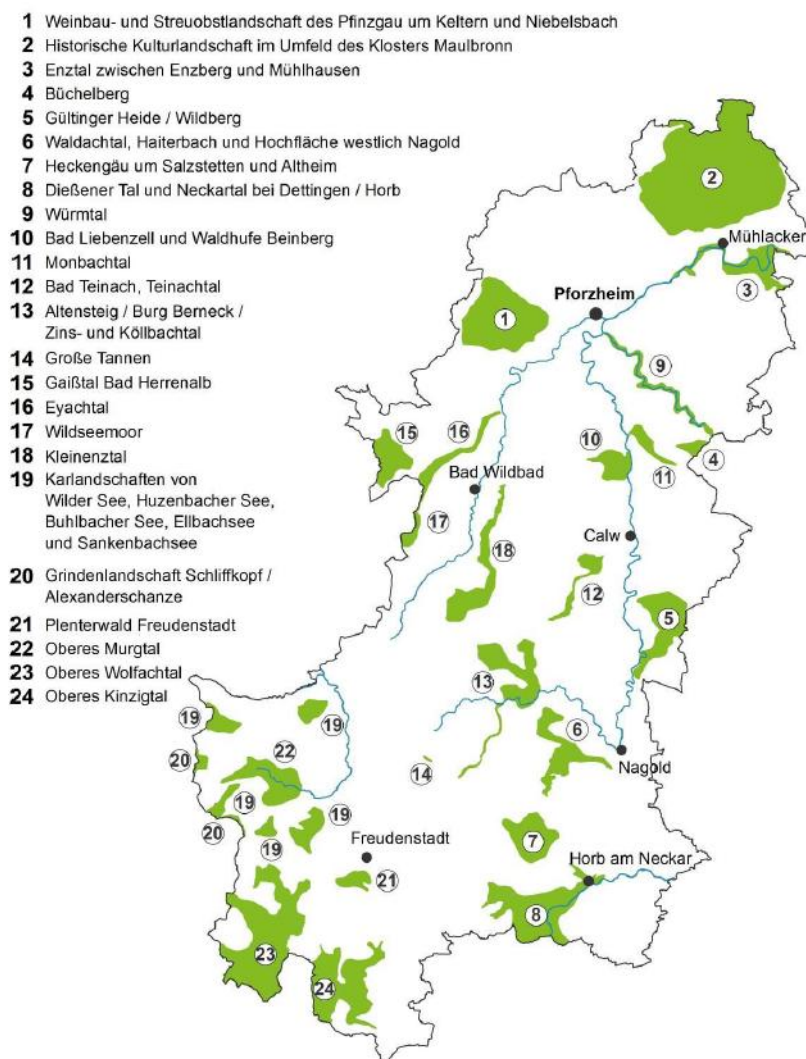 1 Weinbau- und Streuobstlandschaft des Pfinzgau um Keltern und Niebelsbach
2 Historische Kulturlandschaft im Umfeld des Klosters Maulbronn
3 Enztal zwischen Enzberg und Mühlhausen
4 Büchelberg
5 Gültinger Heide / Wildberg
6 Waldachtal, Haiterbach und Hochfläche westlich Nagold
7 Heckengäu um Salzstetten und Altheim
8 Dießener Tal und Neckartal bei Dettingen / Horb
9 Würmtal
10 Bad Liebenzell und Waldhufe Beinberg
11 Monbachtal
12 Bad Teinach, Teinachtal
13 Altensteig / Burg Berneck /
Zins- und Köllbachtal
14 Große Tannen
15 Gaißtal Bad Herrenalb
16 Eyachtal
17 Wildseemoor
18 Kleinenztal
19 Karlandschaften von
Wilder See, Huzenbacher See,
Buhlbacher See, Ellbachsee
und Sankenbachsee
20 Grindenlandschaft Schliffkopf /
Alexanderschanze
21 Plenterwald Freudenstadt
22 Oberes Murgtal
23 Oberes Wolfachtal
24 Oberes Kinzigtal
2
Mühlacker
3
Pforzheim
1
9
15
16
10
11
4
Bad Wildbad
17
Calw
18
12
5
13
19
19
6
22
20
14
Nagold
19
20
19
19
7
Freudenstadt
Horb am Neckar
21
8
23
24